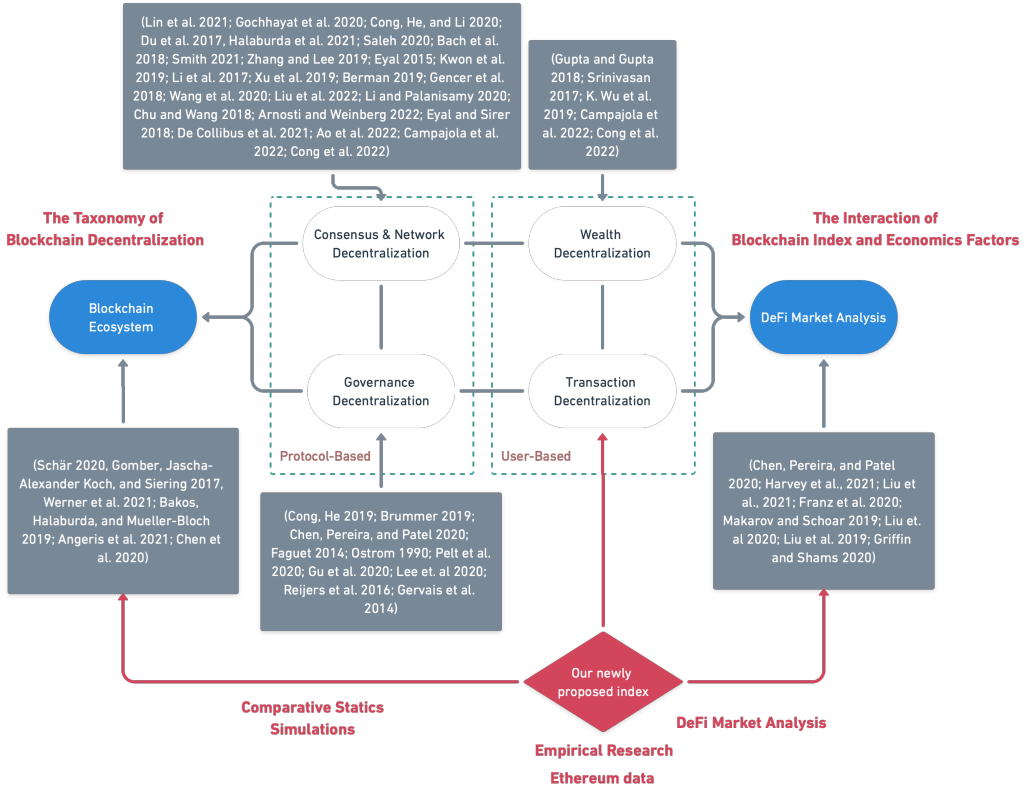 (Lin et al. 2021; Gochhayat et al. 2020; Cong, He, and Li 2020;
Du et al. 2017, Halaburda et al. 2021; Saleh 2020; Bach et al.
2018; Smith 2021; Zhang and Lee 2019; Eyal 2015; Kwon et al.
2019; Li et al. 2017; Xu et al. 2019; Berman 2019; Gencer et al.
2018; Wang et al. 2020; Liu et al. 2022; Li and Palanisamy 2020;
Chu and Wang 2018; Arnosti and Weinberg 2022; Eyal and Sirer
2018; De Collibus et al. 2021; Ao et al. 2022; Campajola et al.
2022; Cong et al. 2022)
(Gupta and Gupta
2018; Srinivasan
2017; K. Wu et al.
2019; Campajola et
al. 2022; Cong et al.
2022)
The Taxonomy of
Blockchain Decentralization
Consensus & Network
Decentralization
Wealth
Decentralization
The Interaction of
Blockchain Index and Economics Factors
Blockchain
Ecosystem
DeFi Market Analysis
Governance
Decentralization
Transaction
Decentralization
Protocol-Based
User-Based
(Schär 2020, Gomber, Jascha-
Alexander Koch, and Siering 2017,
Werner et al. 2021; Bakos,
Halaburda, and Mueller-Bloch
2019; Angeris et al. 2021; Chen et
al. 2020)
(Cong, He 2019; Brummer 2019;
Chen, Pereira, and Patel 2020;
Faguet 2014; Ostrom 1990; Pelt et al.
2020; Gu et al. 2020; Lee et. al 2020;
Reijers et al. 2016; Gervais et al.
2014)
(Chen, Pereira, and Patel
2020; Harvey et al., 2021; Liu
et al., 2021; Franz et al. 2020;
Makarov and Schoar 2019; Liu et.
al 2020; Liu et al. 2019; Griffin
and Shams 2020)
Our newly
proposed index
Comparative Statics
Simulations
DeFi Market Analysis
Empirical Research
Ethereum data